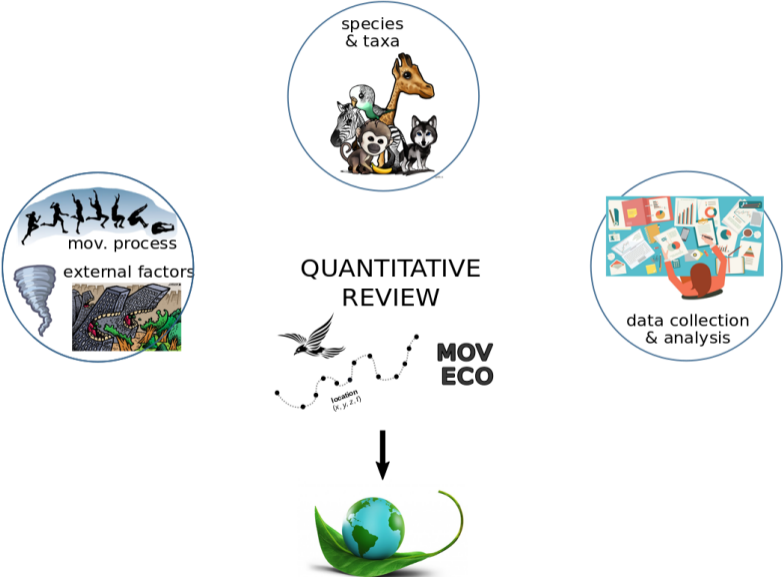 species
& taxa
mov. process
external factors
QUANTITATIVE
REVIEW
MOV
ECO
location
(x, y, z, t)
data collection
& analysis